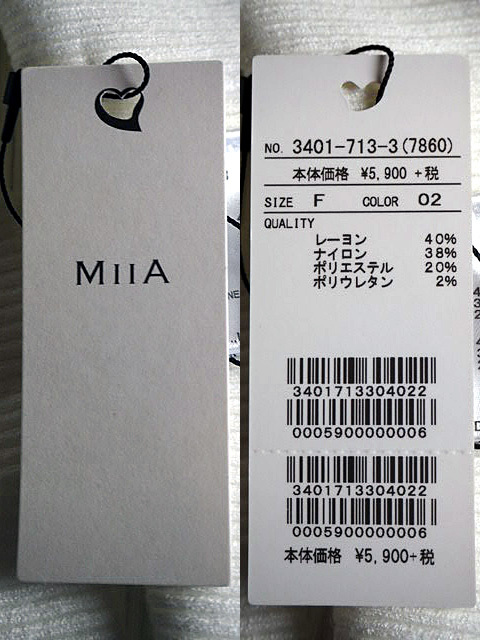 MIIA
NO. 3401-713-3(7860)
本体価格 ¥5,900 +税
SIZE F COLOR 02
QUALITY
レーヨン 40%
ナイロン 38%
ポリエステル 20%
ポリウレタン 2%
3401713304022
0005900000006
3401713304022
0005900000006
本体価格 ¥5,900+税